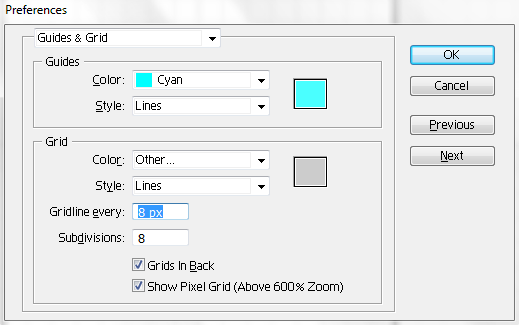 Preferences
Guides & Grid
OK
Guides
Color: Cyan
Cancel
Style: Lines
Previous
Grid
Next
Color: Other...
Style: Lines
Gridline every: 8 px
Subdivisions: 8
Grids In Back
Show Pixel Grid (Above 600% Zoom)